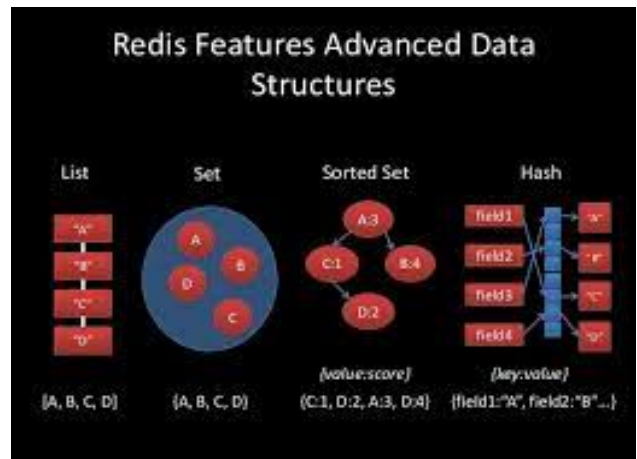 Redis Features Advanced Data
Structures
List
Set
Sorted Set
Hash
"A"
"B"
"C"
"D"
A
B
D
C
A:3
C:1
B:4
D:2
field1
field2
field3
field4
"A"
"B"
"C"
"D"
{value:score}
{key:value}
[A, B, C, D]
{A, B, C, D}
{C:1, D:2, A:3, D:4}
{field1:"A", field2:"B"...}